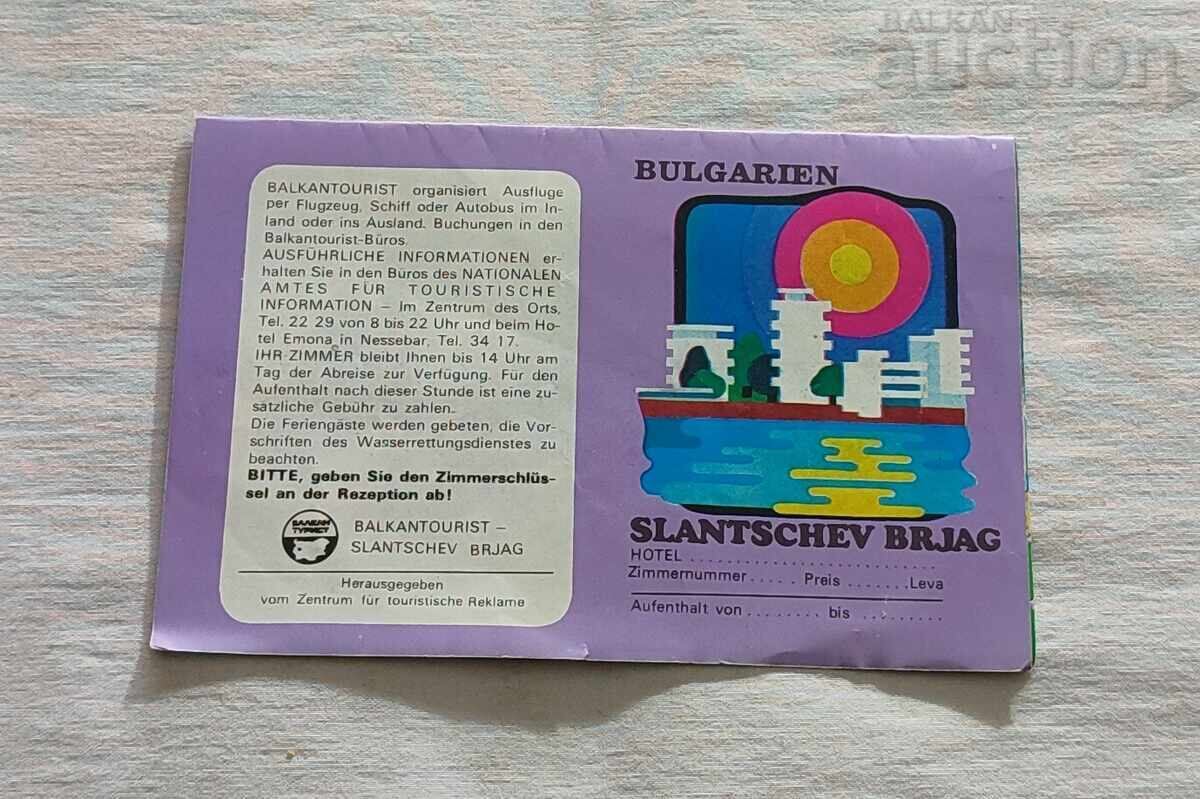 BALKAN
auction
BALKANTOURIST organisiert Ausfluge
per Flugzeug, Schiff oder Autobus im In-
land oder ins Ausland. Buchungen in den
Balkantourist-Büros.
AUSFÜHRLICHE INFORMATIONEN er-
halten Sie in den Büros des NATIONALEN
AMTES FÜR TOURISTISCHE
INFORMATION – Im Zentrum des Orts,
Tel. 22 29 von 8 bis 22 Uhr und beim Ho-
tel Emona in Nessebar, Tel. 34 17.
IHR ZIMMER bleibt Ihnen bis 14 Uhr am
Tag der Abreise zur Verfügung. Für den
Aufenthalt nach dieser Stunde ist eine zu-
sätzliche Gebühr zu zahlen.
Die Feriengäste werden gebeten, die Vor-
schriften des Wasserrettungsdienstes zu
beachten.
BITTE, geben Sie den Zimmerschlüs-
sel an der Rezeption ab!
БАЛКАН
ТУРИСТ
BALKANTOURIST –
SLANTSCHEV BRJAG
Herausgegeben
vom Zentrum für touristische Reklame
BULGARIEN
SLANTSCHEV BRJAG
HOTEL ..............................
Zimmernummer ..... Preis ....... Leva
Aufenthalt von ........ bis .........